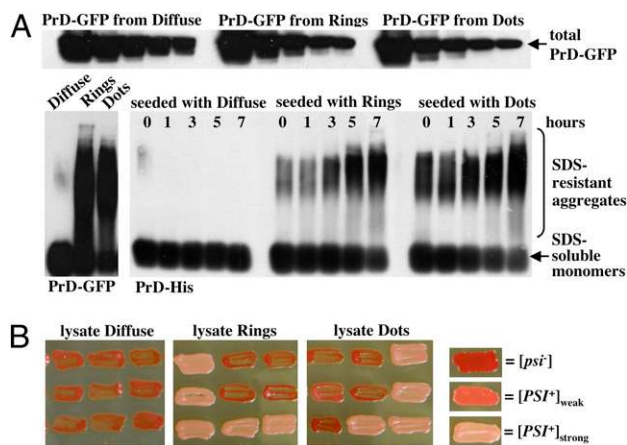 A
PrD-GFP from Diffuse PrD-GFP from Rings PrD-GFP from Dots
total
PrD-GFP
Diffuse
Rings
Dots
seeded with Diffuse seeded with Rings seeded with Dots
0 1 3 5 7 0 1 3 5 7 0 1 3 5 7 hours
SDS-
resistant
aggregates
SDS-
soluble
monomers
PrD-GFP PrD-His
B
lysate Diffuse lysate Rings lysate Dots
= [psi-]
= [PSI+]weak
= [PSI+]strong